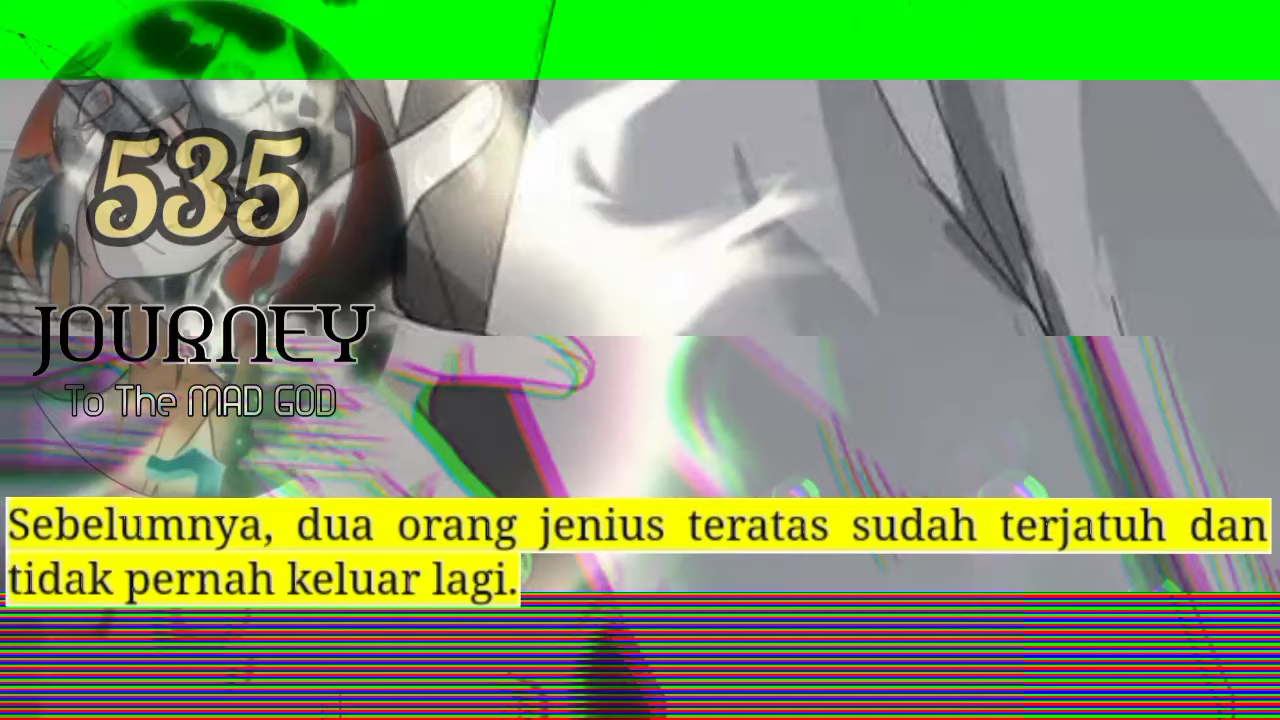 535
JOURNEY
To The MAD GOD
Sebelumnya, dua orang jenius teratas sudah terjatuh dan
tidak pernah keluar lagi.